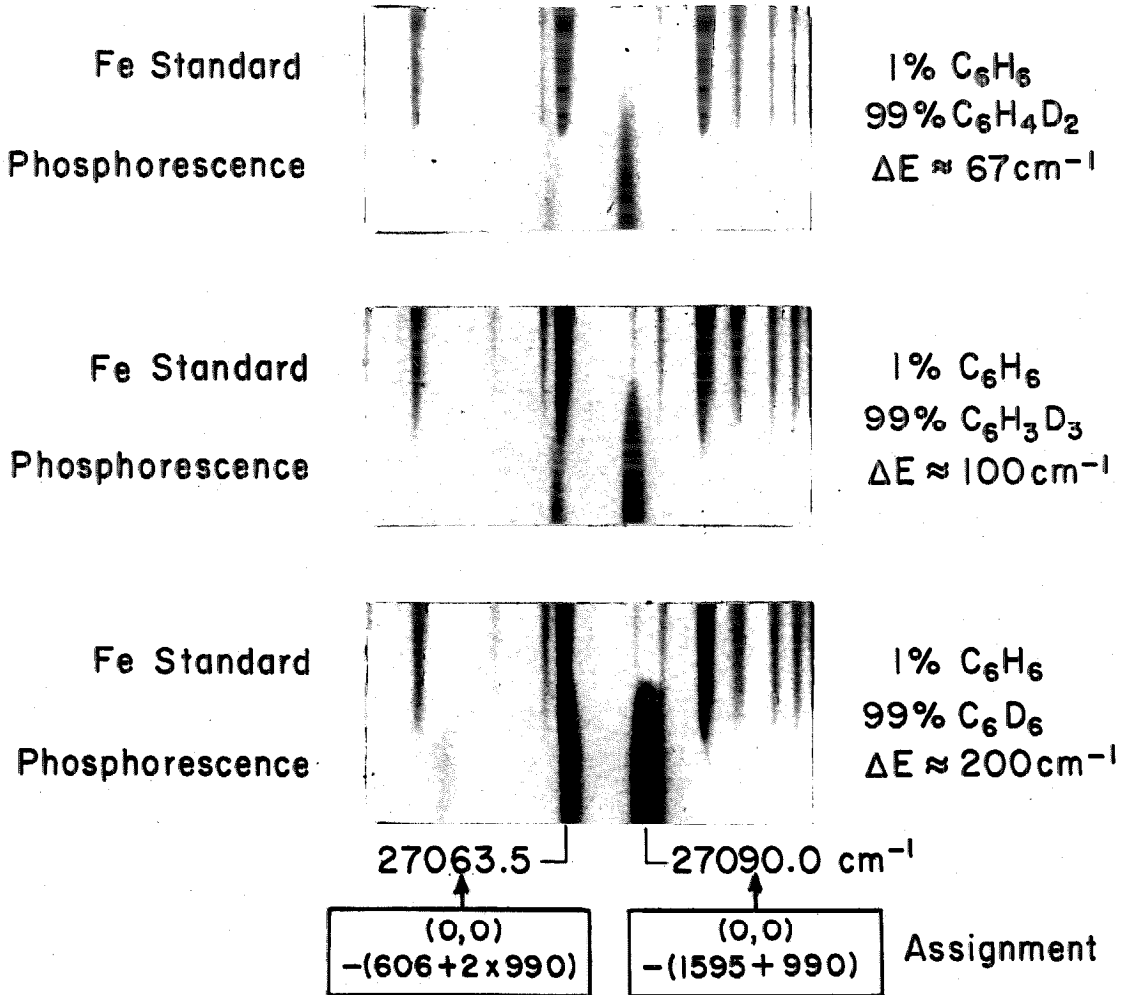 Fe Standard
1% C₆H₆
99% C₆H₄D₂
Phosphorescence
ΔE ≈ 67cm⁻¹
Fe Standard
1% C₆H₆
99% C₆H₃D₃
Phosphorescence
ΔE ≈ 100cm⁻¹
Fe Standard
1% C₆H₆
99% C₆D₆
Phosphorescence
ΔE ≈ 200cm⁻¹
27063.5 27090.0 cm⁻¹
(0,0) (0,0)
-(606+2x990) -(1595+990) Assignment